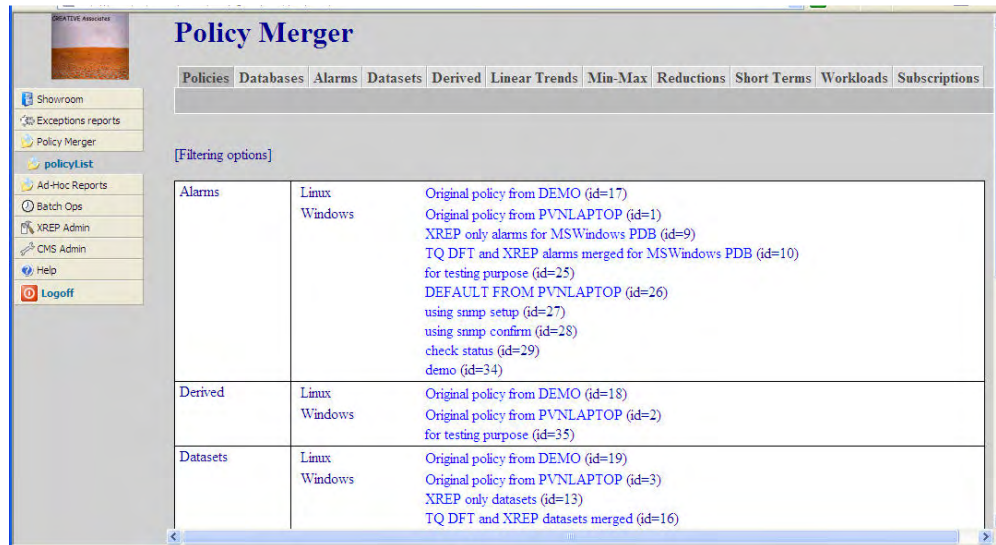 CREATIVE Associates
Policy Merger
Policies Databases Alarms Datasets Derived Linear Trends Min-Max Reductions Short Terms Workloads Subscriptions
Showroom
Exceptions reports
Policy Merger
policyList
Ad-Hoc Reports
Batch Ops
XREP Admin
CMS Admin
Help
Logoff
[Filtering options]
Alarms Linux Original policy from DEMO (id=17)
Windows Original policy from PVNLAPTOP (id=1)
XREP only alarms for MSWindows PDB (id=9)
TQ DFT and XREP alarms merged for MSWindows PDB (id=10)
for testing purpose (id=25)
DEFAULT FROM PVNLAPTOP (id=26)
using snmp setup (id=27)
using snmp confirm (id=28)
check status (id=29)
demo (id=34)
Derived Linux Original policy from DEMO (id=18)
Windows Original policy from PVNLAPTOP (id=2)
for testing purpose (id=35)
Datasets Linux Original policy from DEMO (id=19)
Windows Original policy from PVNLAPTOP (id=3)
XREP only datasets (id=13)
TQ DFT and XREP datasets merged (id=16)